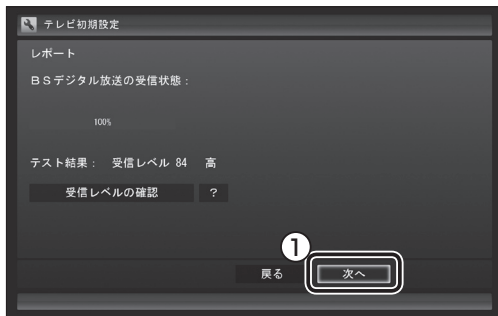 テレビ初期設定
レポート
BSデジタル放送の受信状態：
100%
テスト結果： 受信レベル 84 高
受信レベルの確認 ?
①
戻る 次へ